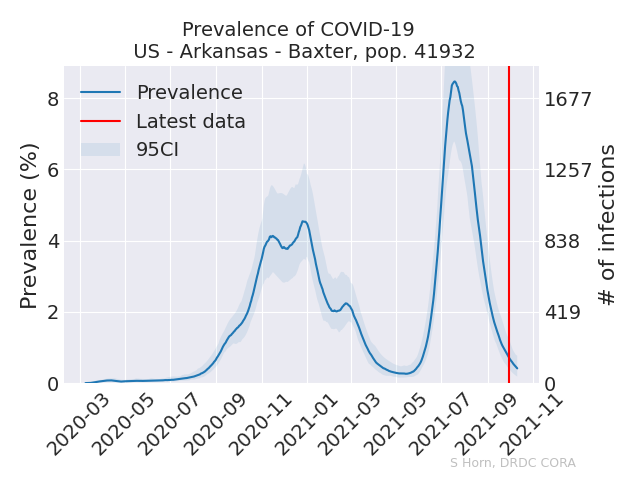 Prevalence of COVID-19
US - Arkansas - Baxter, pop. 41932
Prevalence
Latest data
95CI
Prevalence (%)
8
6
4
2
0
# of infections
1677
1257
838
419
0
2020-03
2020-05
2020-07
2020-09
2020-11
2021-01
2021-03
2021-05
2021-07
2021-09
2021-11
S Horn, DRDC CORA